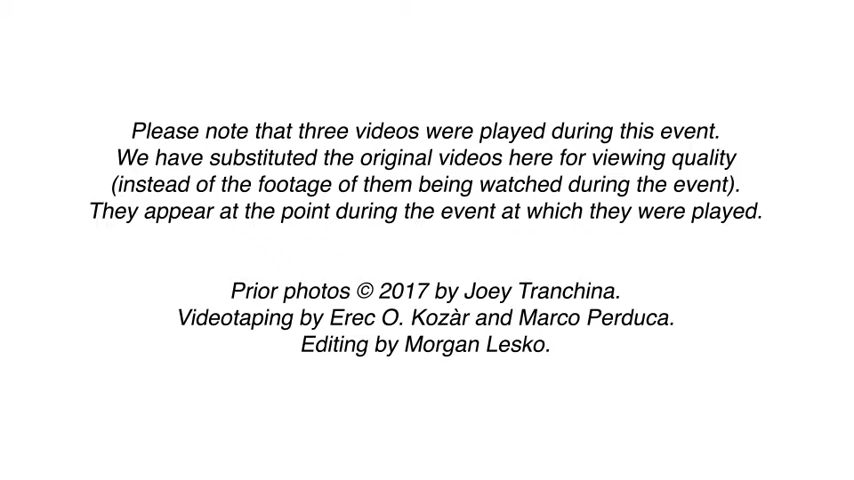 Please note that three videos were played during this event.
We have substituted the original videos here for viewing quality
(instead of the footage of them being watched during the event).
They appear at the point during the event at which they were played.
Prior photos © 2017 by Joey Tranchina.
Videotaping by Erec O. Kozàr and Marco Perduca.
Editing by Morgan Lesko.